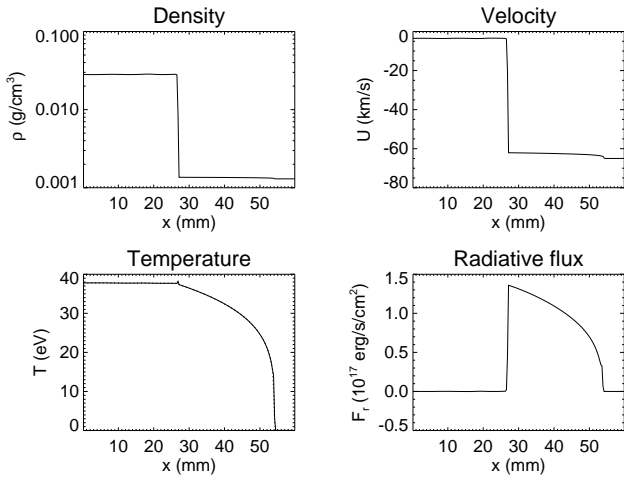 Density
Velocity
0.100
0.010
0.001
ρ (g/cm³)
10 20 30 40 50
x (mm)
0
-20
-40
-60
-80
U (km/s)
10 20 30 40 50
x (mm)
Temperature
Radiative flux
40
30
20
10
0
T (eV)
10 20 30 40 50
x (mm)
1.5
1.0
0.5
0.0
-0.5
Fᵣ (10¹⁷ erg/s/cm²)
10 20 30 40 50
x (mm)